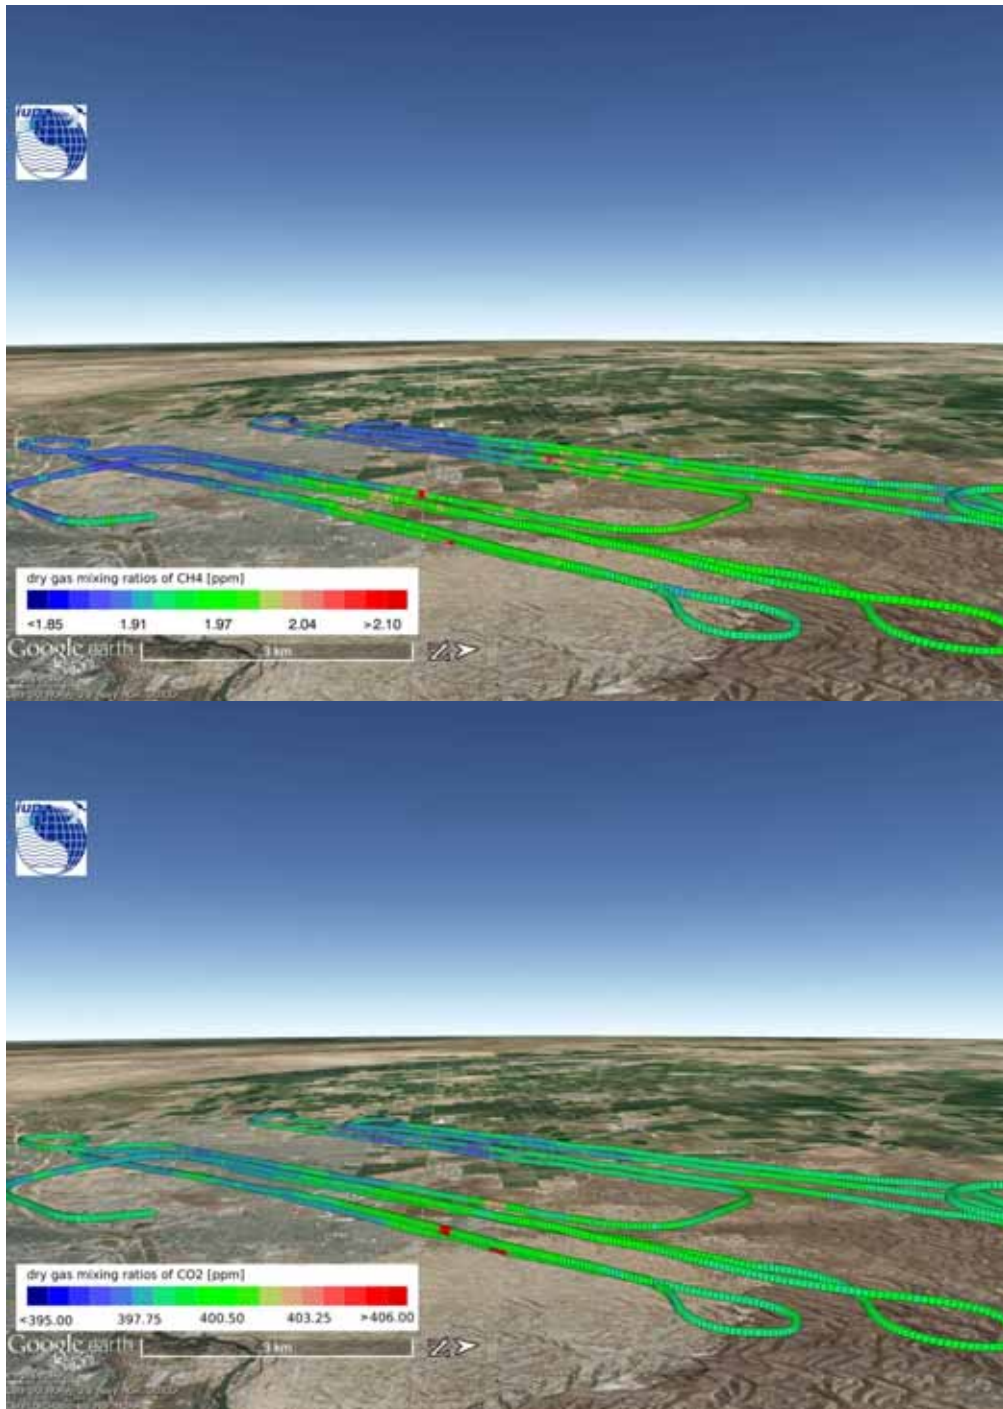 iup
dry gas mixing ratios of CH4 [ppm]
<1.85 1.91 1.97 2.04 >2.10
Google earth
3 km
iup
dry gas mixing ratios of CO2 [ppm]
<395.00 397.75 400.50 403.25 >406.00
Google earth
3 km